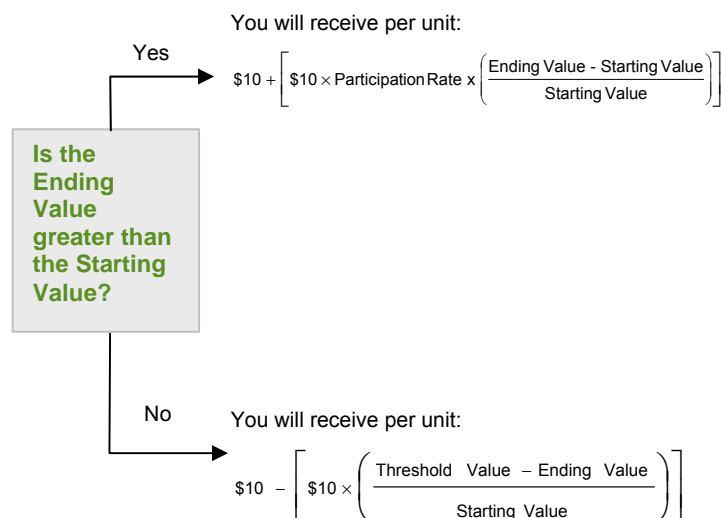 You will receive per unit:
Yes
$10 + [ $10 × Participation Rate x ( Ending Value - Starting Value / Starting Value ) ]
Is the
Ending
Value
greater than
the Starting
Value?
No
You will receive per unit:
$10 − [ $10 × ( Threshold Value − Ending Value / Starting Value ) ]